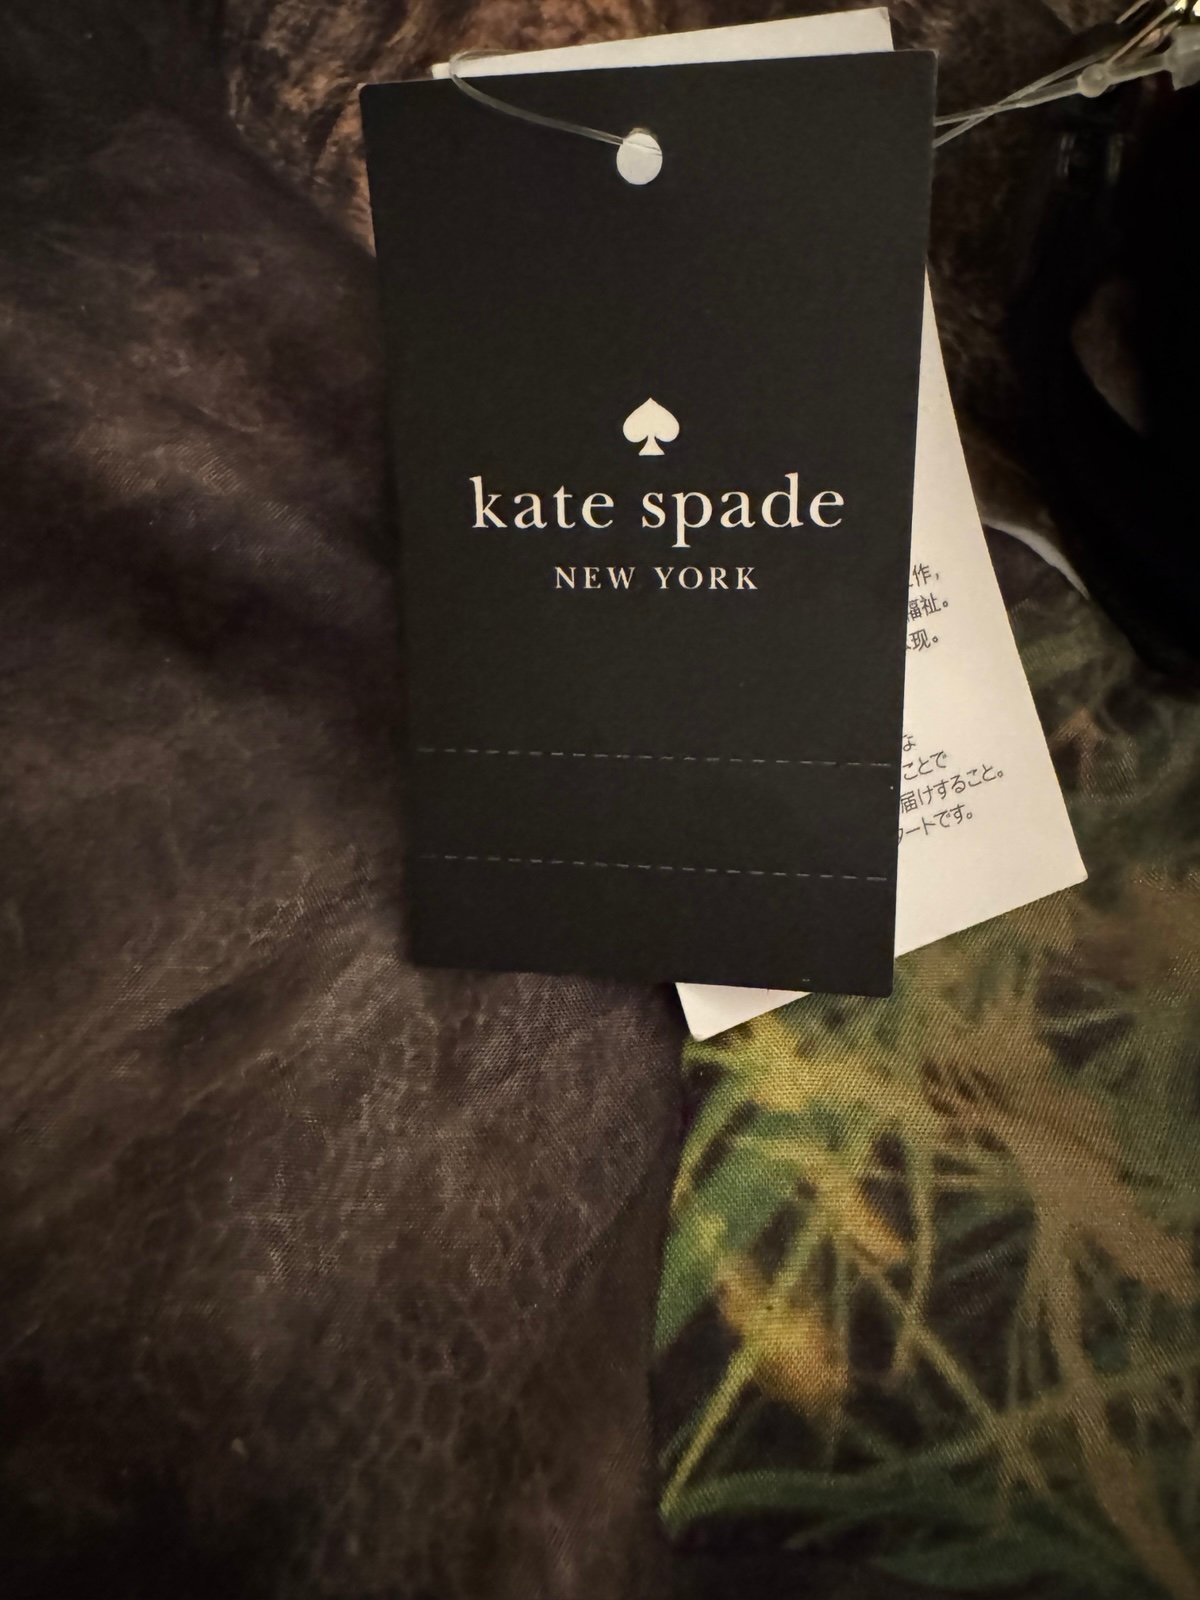 kate spade
NEW YORK
作,
福祉。
现。
な
ことで
届けすること。
ートです。